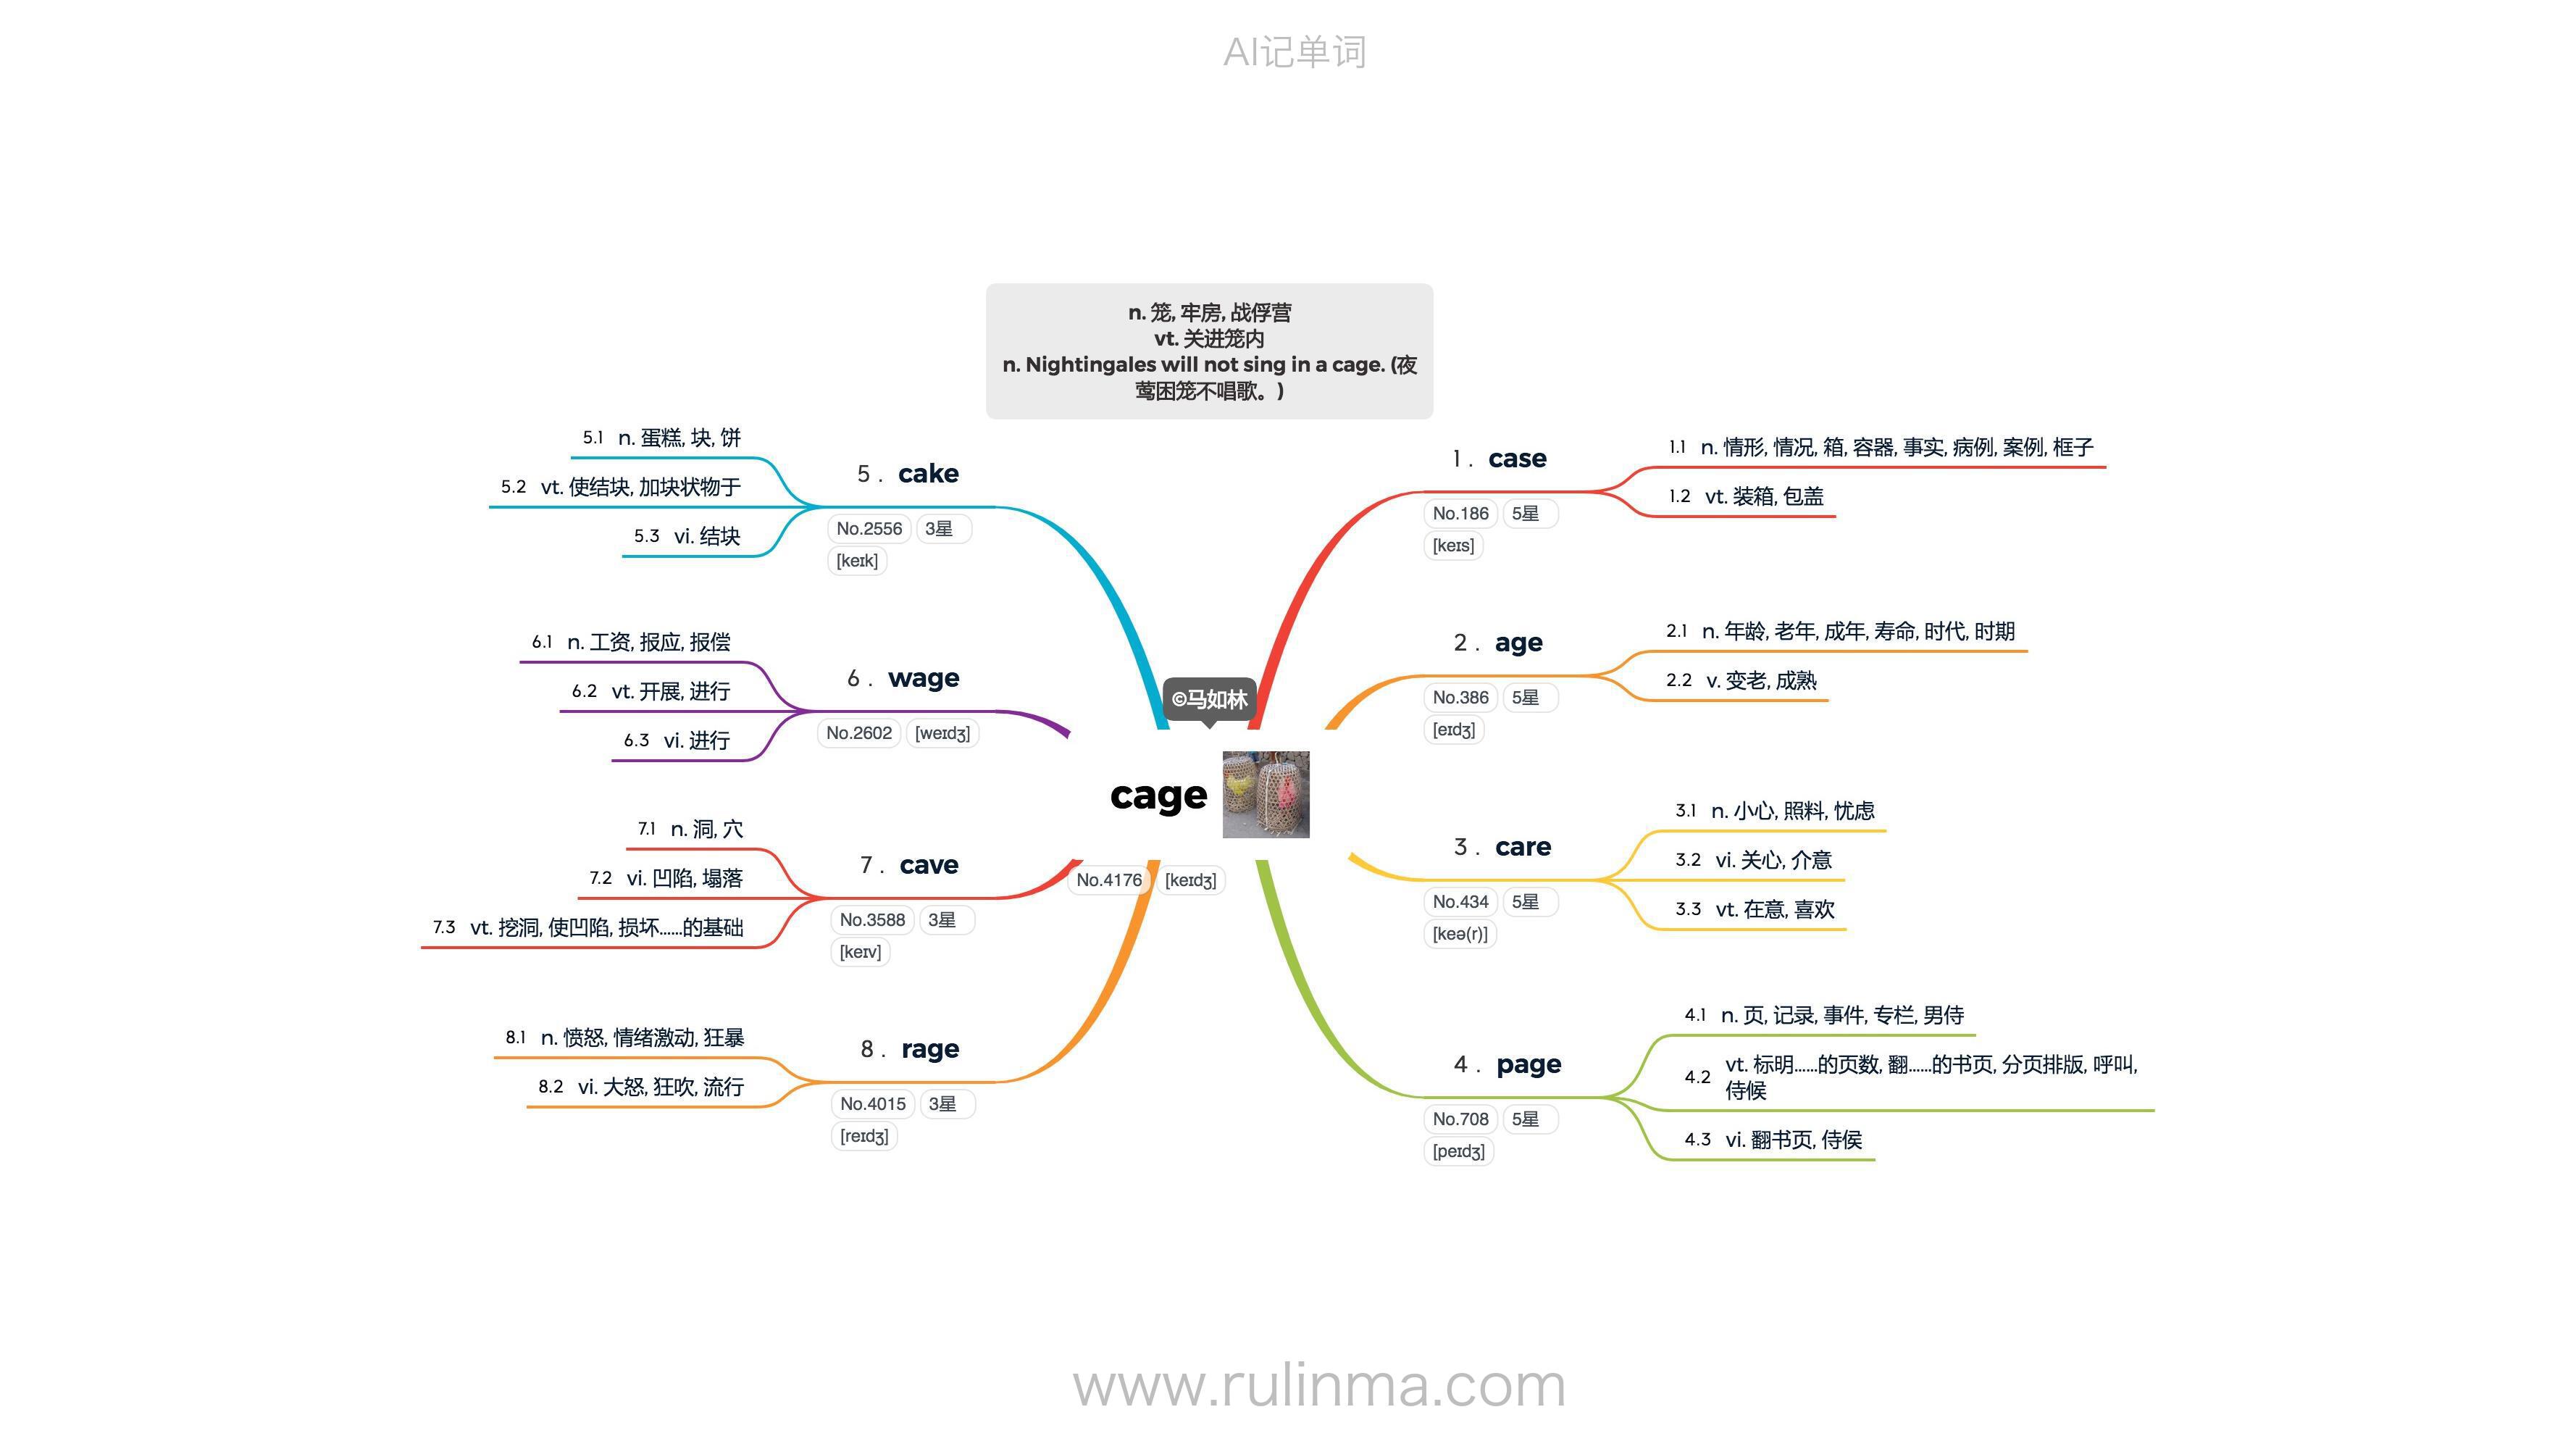 AI记单词
n. 笼, 牢房, 战俘营
vt. 关进笼内
n. Nightingales will not sing in a cage. (夜
莺困笼不唱歌。)
©马如林
cage
No.4176 [keɪdʒ]
1. case
No.186 5星
[keɪs]
1.1 n. 情形, 情况, 箱, 容器, 事实, 病例, 案例, 框子
1.2 vt. 装箱, 包盖
2. age
No.386 5星
[eɪdʒ]
2.1 n. 年龄, 老年, 成年, 寿命, 时代, 时期
2.2 v. 变老, 成熟
3. care
No.434 5星
[keə(r)]
3.1 n. 小心, 照料, 忧虑
3.2 vi. 关心, 介意
3.3 vt. 在意, 喜欢
4. page
No.708 5星
[peɪdʒ]
4.1 n. 页, 记录, 事件, 专栏, 男侍
4.2 vt. 标明......的页数, 翻......的书页, 分页排版, 呼叫,
侍候
4.3 vi. 翻书页, 侍侯
5. cake
No.2556 3星
[keɪk]
5.1 n. 蛋糕, 块, 饼
5.2 vt. 使结块, 加块状物于
5.3 vi. 结块
6. wage
No.2602 [weɪdʒ]
6.1 n. 工资, 报应, 报偿
6.2 vt. 开展, 进行
6.3 vi. 进行
7. cave
No.3588 3星
[keɪv]
7.1 n. 洞, 穴
7.2 vi. 凹陷, 塌落
7.3 vt. 挖洞, 使凹陷, 损坏......的基础
8. rage
No.4015 3星
[reɪdʒ]
8.1 n. 愤怒, 情绪激动, 狂暴
8.2 vi. 大怒, 狂吹, 流行
www.rulinma.com